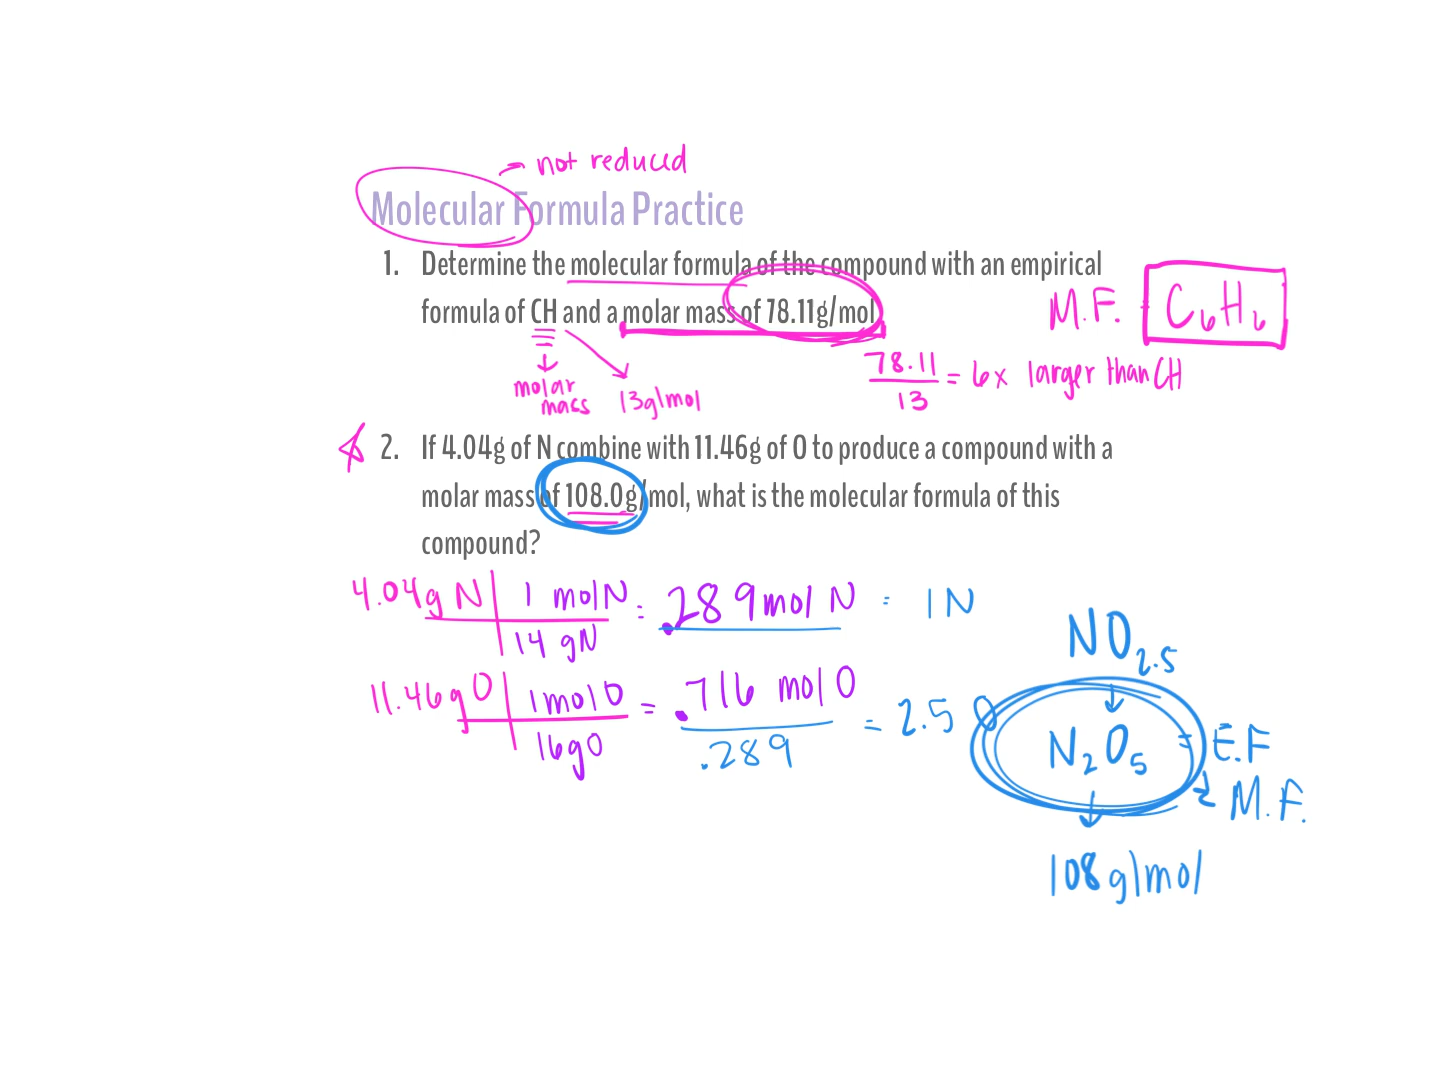 not reduced
Molecular Formula Practice
1. Determine the molecular formula of the compound with an empirical
formula of CH and a molar mass of 78.11g/mol
M.F. = C₆H₆
molar
mass
13g/mol
78.11
13
= 6x larger than CH
2. If 4.04g of N combine with 11.46g of O to produce a compound with a
molar mass of 108.0g/mol, what is the molecular formula of this
compound?
4.04g N | 1 mol N = .289 mol N = 1 N
14 gN
NO₂.₅
11.46g O | 1 mol O = .716 mol O = 2.5 O
16gO .289
N₂O₅ = E.F
M.F.
108 g/mol